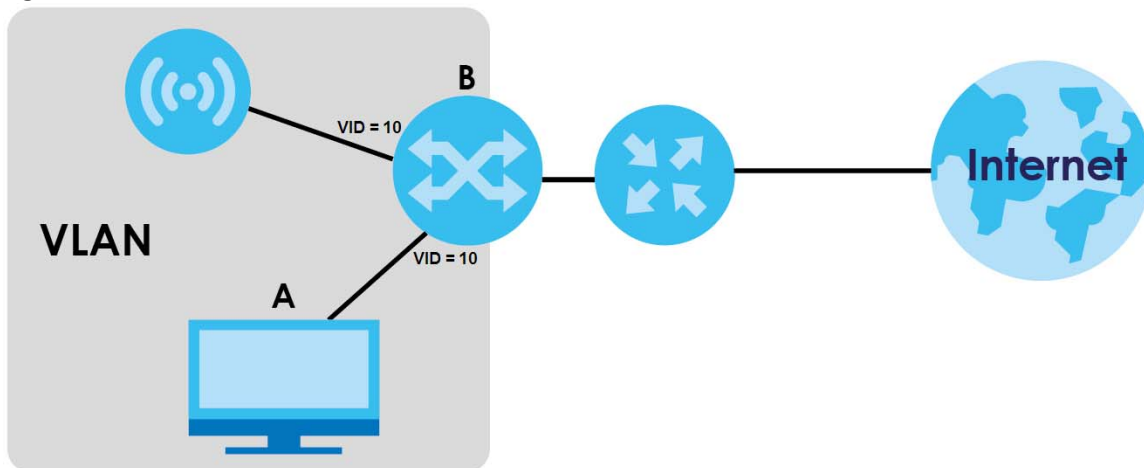 B
VID = 10
Internet
VLAN
VID = 10
A